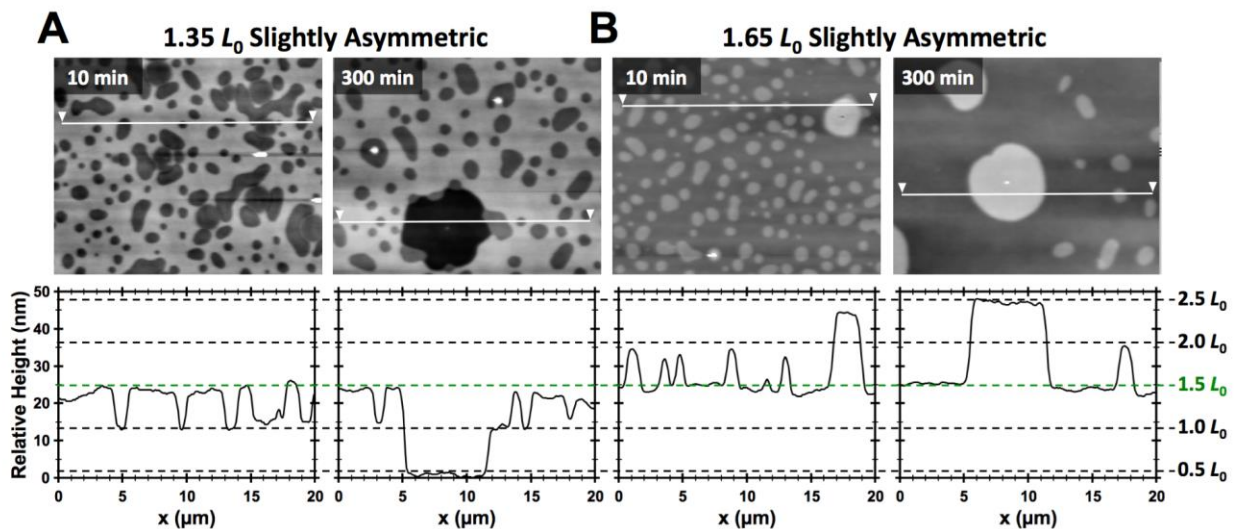 A
1.35 L₀ Slightly Asymmetric
B
1.65 L₀ Slightly Asymmetric
10 min
300 min
10 min
300 min
Relative Height (nm)
50
40
30
20
10
0
2.5 L₀
2.0 L₀
1.5 L₀
1.0 L₀
0.5 L₀
0 5 10 15 20
0 5 10 15 20
0 5 10 15 20
0 5 10 15 20
x (μm)
x (μm)
x (μm)
x (μm)